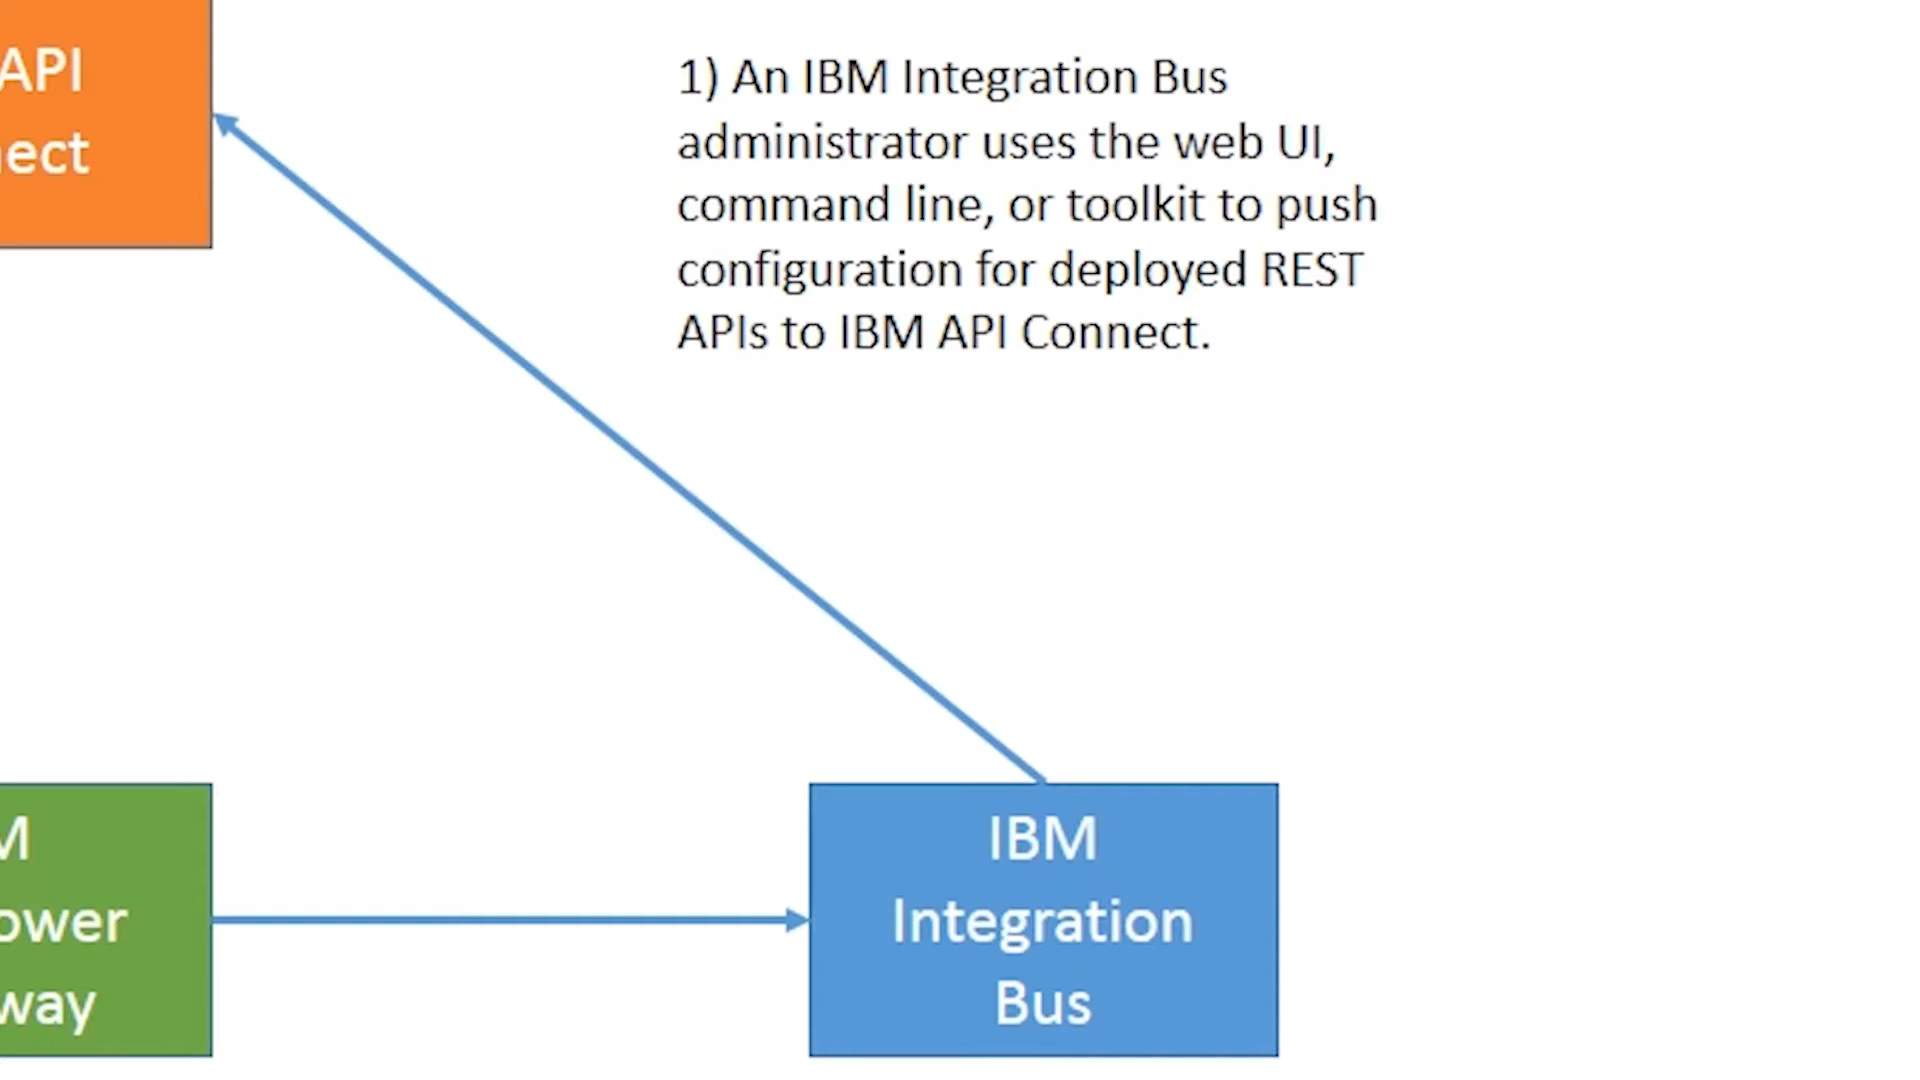 API
1) An IBM Integration Bus
administrator uses the web UI,
command line, or toolkit to push
configuration for deployed REST
APIs to IBM API Connect.
nect
M
ower
way
IBM
Integration
Bus